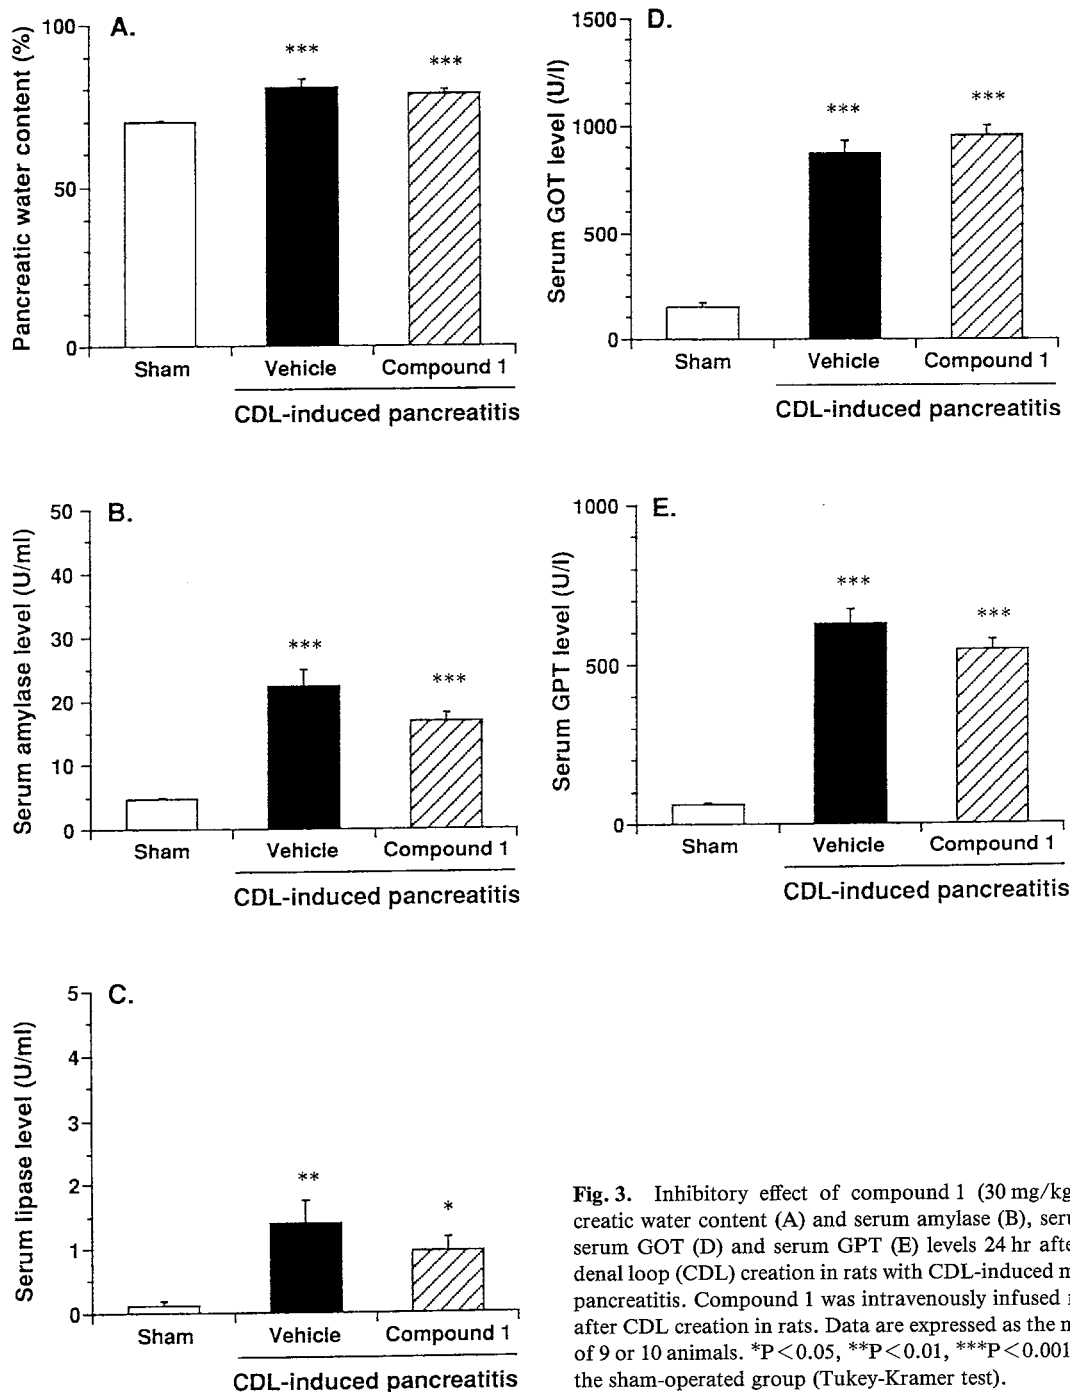 A.
Pancreatic water content (%)
100
50
0
***
***
Sham
Vehicle
Compound 1
CDL-induced pancreatitis
D.
Serum GOT level (U/l)
1500
1000
500
0
***
***
Sham
Vehicle
Compound 1
CDL-induced pancreatitis
B.
Serum amylase level (U/ml)
50
40
30
20
10
0
***
***
Sham
Vehicle
Compound 1
CDL-induced pancreatitis
E.
Serum GPT level (U/l)
1000
500
0
***
***
Sham
Vehicle
Compound 1
CDL-induced pancreatitis
C.
Serum lipase level (U/ml)
5
4
3
2
1
0
**
*
Sham
Vehicle
Compound 1
CDL-induced pancreatitis
Fig. 3. Inhibitory effect of compound 1 (30 mg/kg
creatic water content (A) and serum amylase (B), seru
serum GOT (D) and serum GPT (E) levels 24 hr afte
denal loop (CDL) creation in rats with CDL-induced m
pancreatitis. Compound 1 was intravenously infused
after CDL creation in rats. Data are expressed as the
of 9 or 10 animals. *P<0.05, **P<0.01, ***P<0.001
the sham-operated group (Tukey-Kramer test).